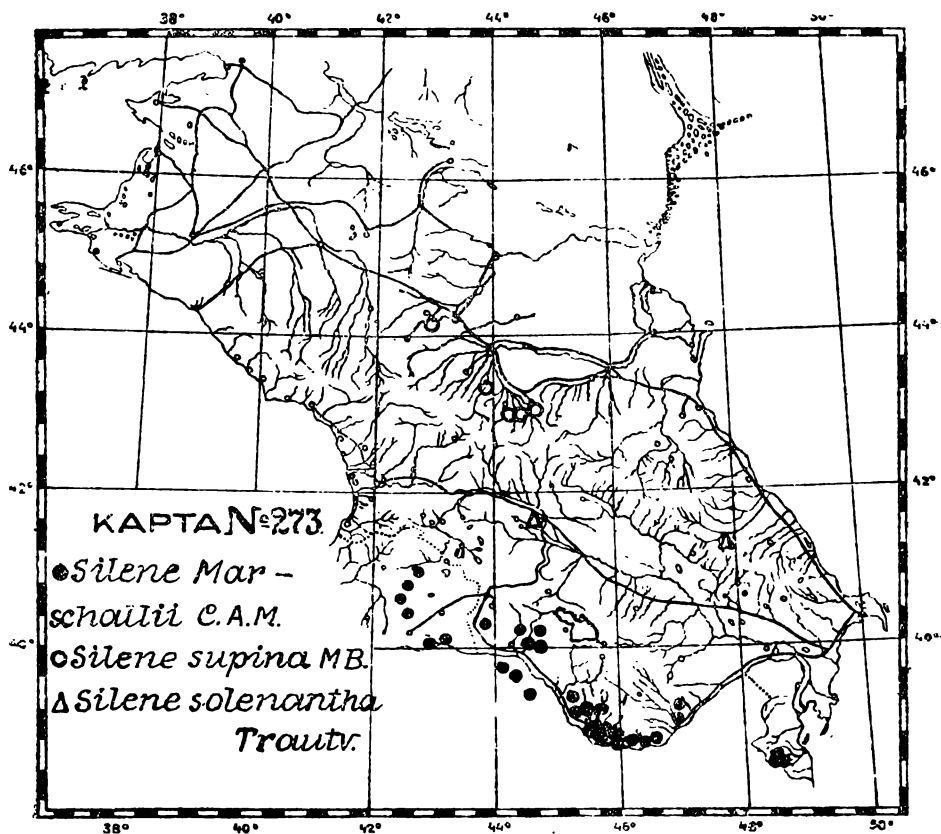 38° 40° 42° 44° 46° 48° 50°
46° 46°
44° 44°
42° 42°
КАРТА №273.
Silene Mar-
schallii C.A.M.
40° 40°
Silene supina MB.
Silene solenantha
Trautv.
38° 40° 42° 44° 46° 48° 50°